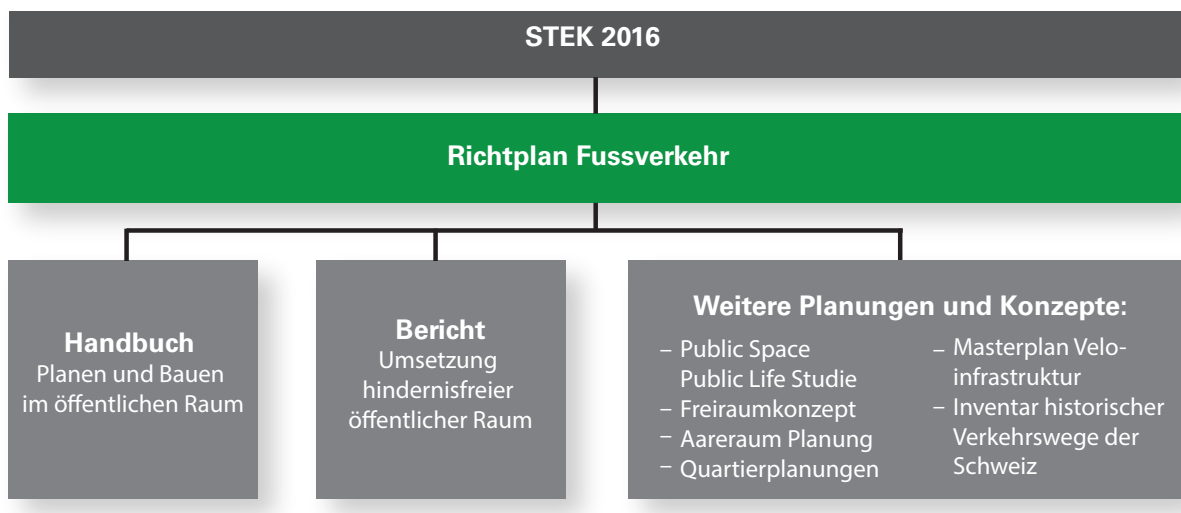 STEK 2016
Richtplan Fussverkehr
Handbuch
Planen und Bauen
im öffentlichen Raum
Bericht
Umsetzung
hindernisfreier
öffentlicher Raum
Weitere Planungen und Konzepte:
– Public Space
Public Life Studie
– Freiraumkonzept
– Aareraum Planung
– Quartierplanungen
– Masterplan Velo-
infrastruktur
– Inventar historischer
Verkehrswege der
Schweiz